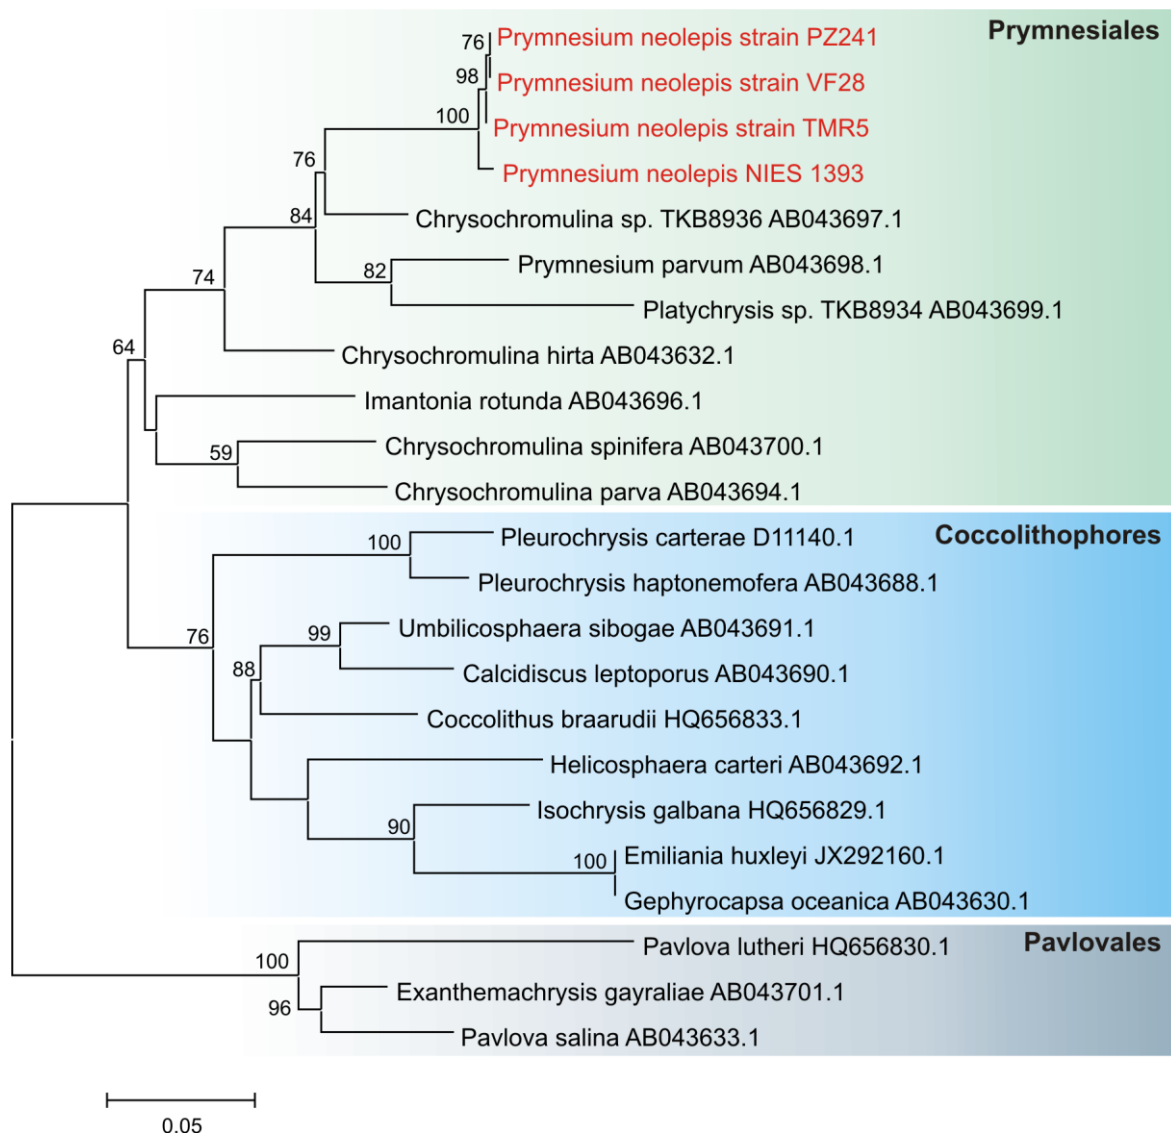 Prymnesiales
76
Prymnesium neolepis strain PZ241
98
Prymnesium neolepis strain VF28
100
Prymnesium neolepis strain TMR5
76
Prymnesium neolepis NIES 1393
84
Chrysochromulina sp. TKB8936 AB043697.1
82
Prymnesium parvum AB043698.1
74
Platychrysis sp. TKB8934 AB043699.1
64
Chrysochromulina hirta AB043632.1
Imantonia rotunda AB043696.1
59
Chrysochromulina spinifera AB043700.1
Chrysochromulina parva AB043694.1
Coccolithophores
100
Pleurochrysis carterae D11140.1
Pleurochrysis haptonemofera AB043688.1
76
99
Umbilicosphaera sibogae AB043691.1
88
Calcidiscus leptoporus AB043690.1
Coccolithus braarudii HQ656833.1
Helicosphaera carteri AB043692.1
90
Isochrysis galbana HQ656829.1
100
Emiliania huxleyi JX292160.1
Gephyrocapsa oceanica AB043630.1
Pavlovales
100
Pavlova lutheri HQ656830.1
96
Exanthemachrysis gayraliae AB043701.1
Pavlova salina AB043633.1
0.05